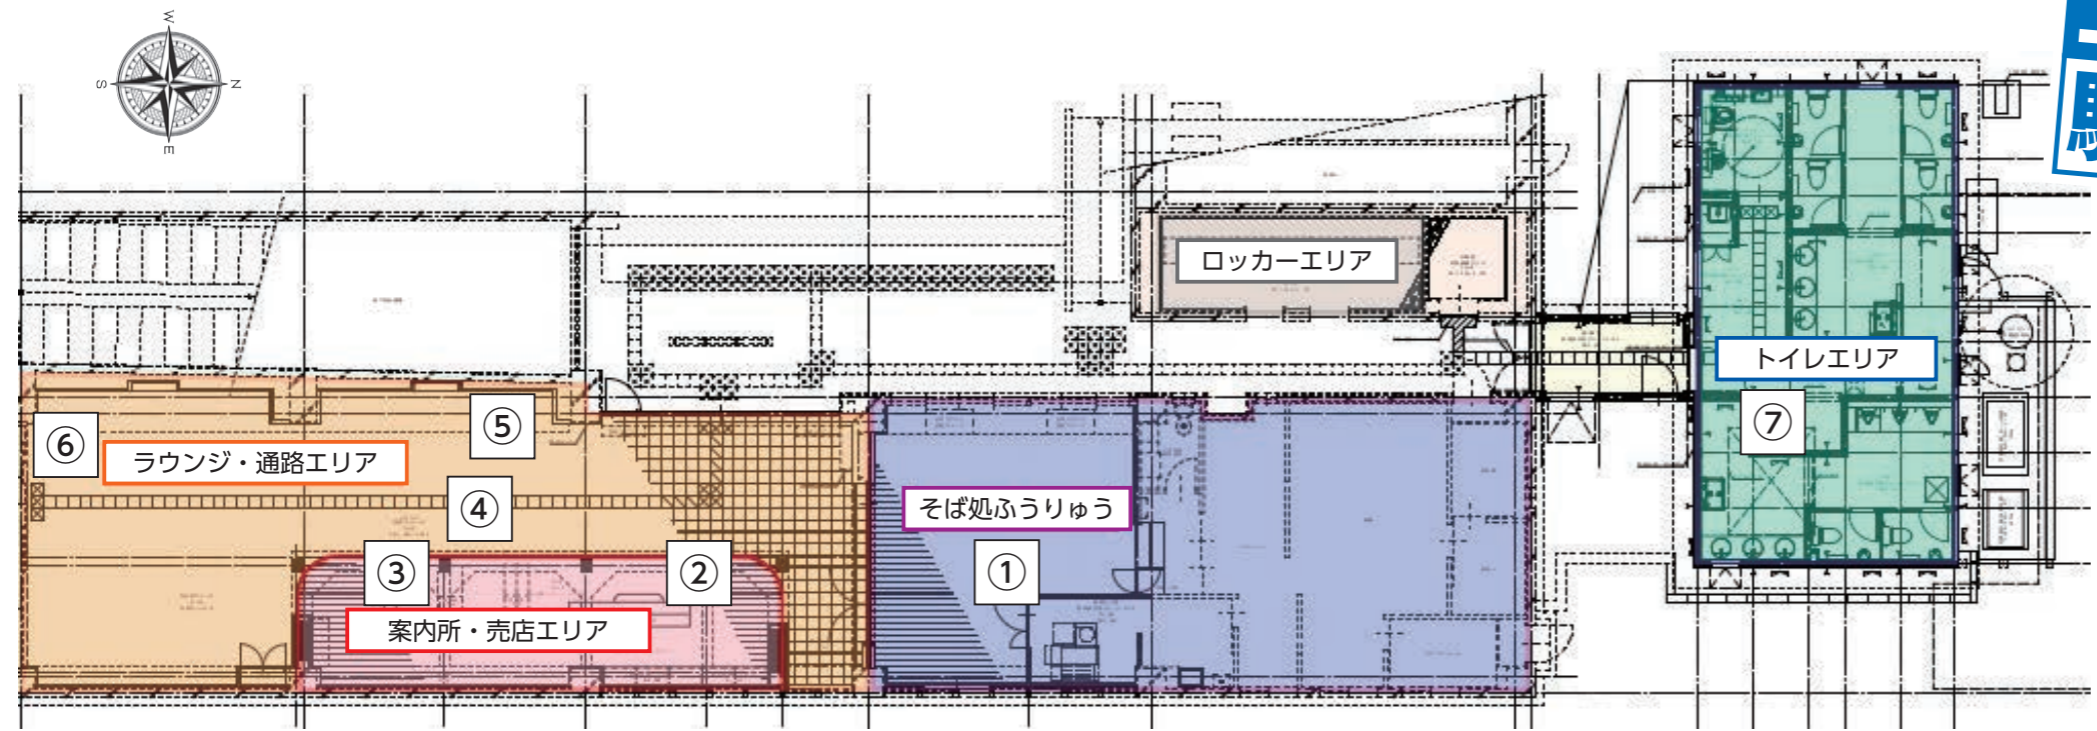 W
S N
E
ロッカーエリア
トイレエリア
⑦
⑤
⑥
ラウンジ・通路エリア
④
そば処ふうりゅう
③
②
①
案内所・売店エリア